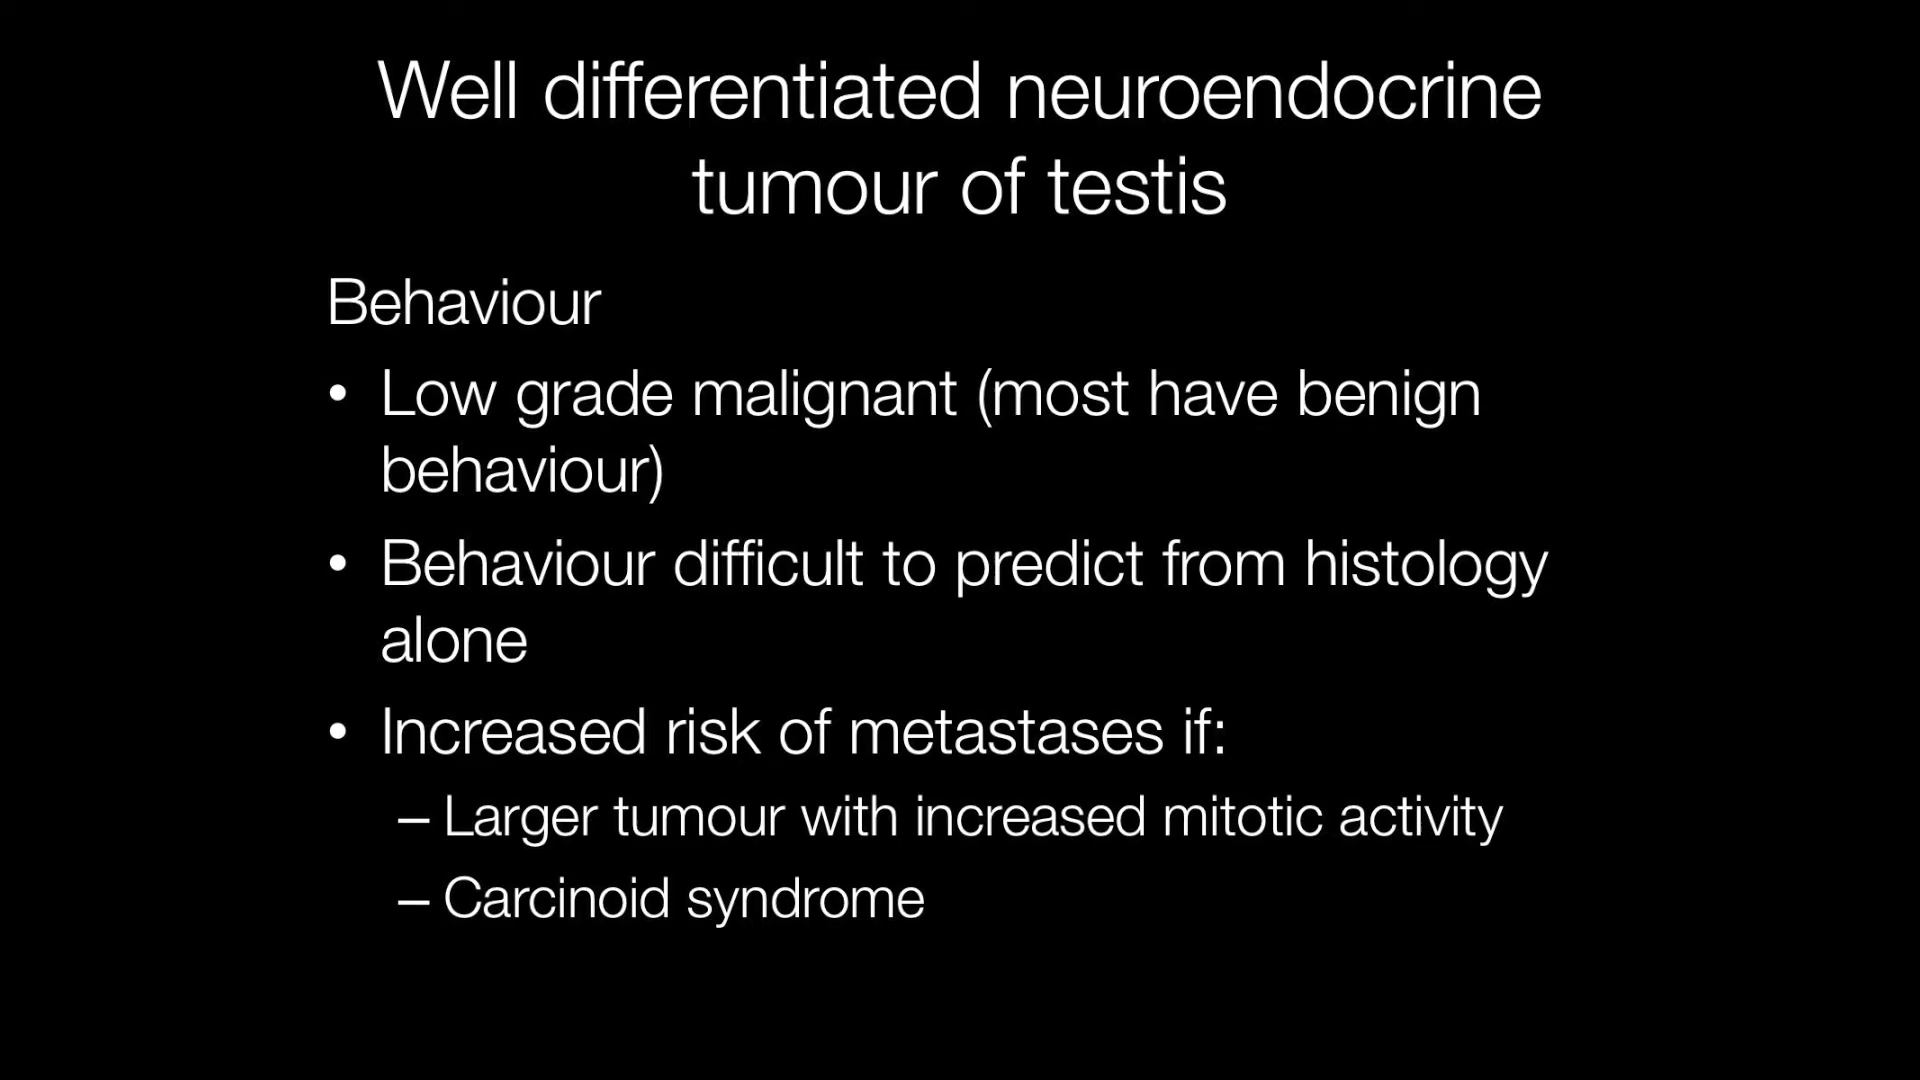 Well differentiated neuroendocrine
tumour of testis
Behaviour
• Low grade malignant (most have benign
behaviour)
• Behaviour difficult to predict from histology
alone
• Increased risk of metastases if:
– Larger tumour with increased mitotic activity
– Carcinoid syndrome